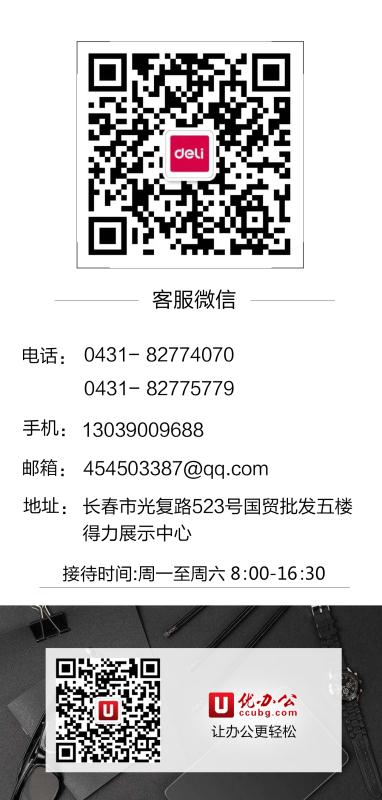 deli
客服微信
电话： 0431- 82774070
0431- 82775779
手机： 13039009688
邮箱： 454503387@qq.com
地址： 长春市光复路523号国贸批发五楼
得力展示中心
接待时间:周一至周六 8:00-16:30
U
U 优办公
ccubg.com
让办公更轻松